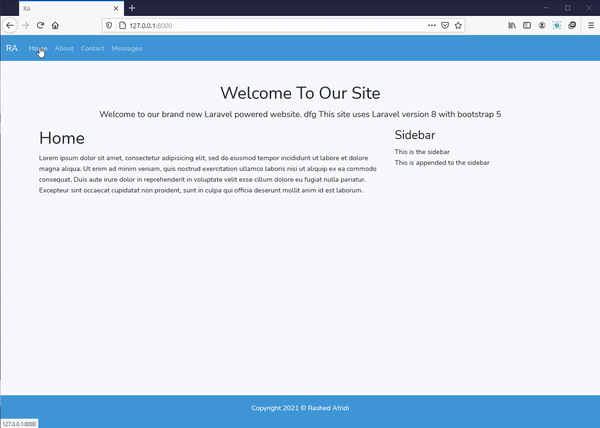 RA
127.0.0.1:8000
RA Home About Contact Messages
Welcome To Our Site
Welcome to our brand new Laravel powered website. dfg This site uses Laravel version 8 with bootstrap 5
Home
Lorem ipsum dolor sit amet, consectetur adipisicing elit, sed do eiusmod tempor incididunt ut labore et dolore
magna aliqua. Ut enim ad minim veniam, quis nostrud exercitation ullamco laboris nisi ut aliquip ex ea commodo
consequat. Duis aute irure dolor in reprehenderit in voluptate velit esse cillum dolore eu fugiat nulla pariatur.
Excepteur sint occaecat cupidatat non proident, sunt in culpa qui officia deserunt mollit anim id est laborum.
Sidebar
This is the sidebar
This is appended to the sidebar
Copyright 2021 © Rashed Afridi
127.0.0.1:8000